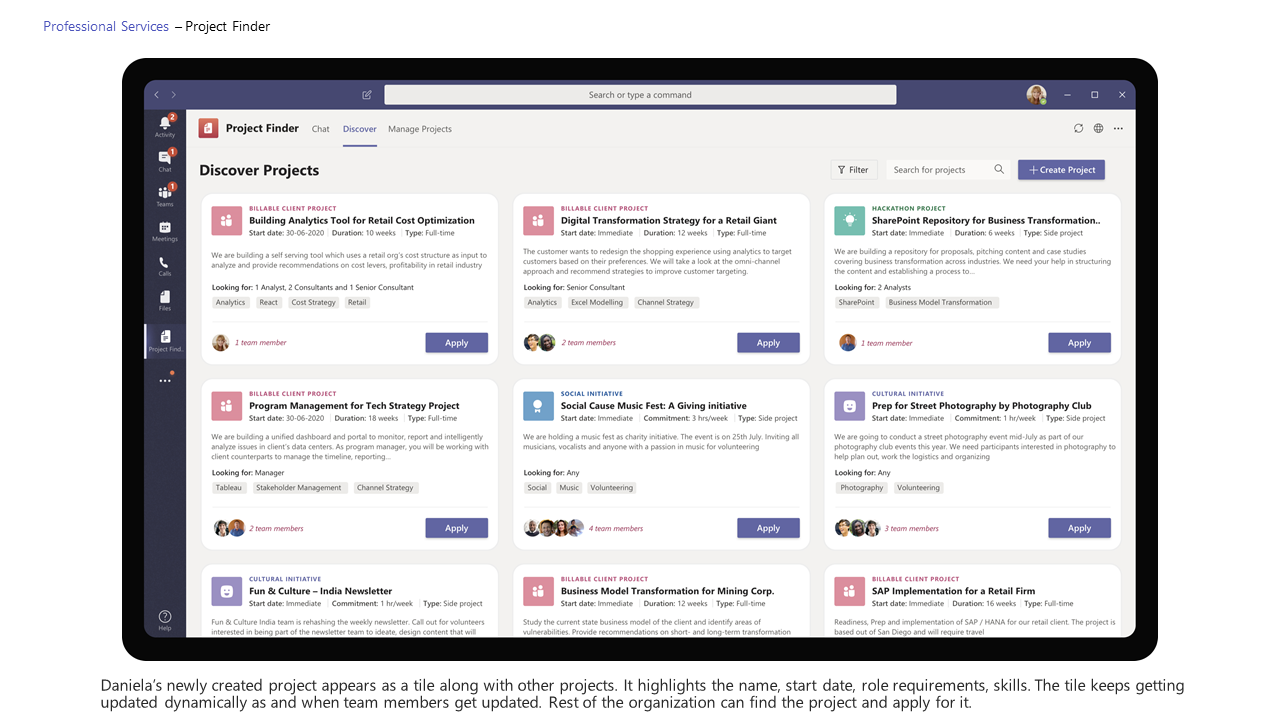 Professional Services – Project Finder
Search or type a command
2
Activity
1
Chat
1
Teams
Meetings
Calls
Files
Project Find..
Help
Project Finder
Chat
Discover
Manage Projects
Discover Projects
Filter
Search for projects
Create Project
BILLABLE CLIENT PROJECT
Building Analytics Tool for Retail Cost Optimization
Start date: 30-06-2020 | Duration: 10 weeks | Type: Full-time
We are building a self serving tool which uses a retail org's cost structure as input to
analyze and provide recommendations on cost levers, profitability in retail industry
Looking for: 1 Analyst, 2 Consultants and 1 Senior Consultant
Analytics React Cost Strategy Retail
1 team member
Apply
BILLABLE CLIENT PROJECT
Digital Transformation Strategy for a Retail Giant
Start date: Immediate | Duration: 12 weeks | Type: Full-time
The customer wants to redesign the shopping experience using analytics to target
customers based on their preferences. We will take a look at the omni-channel
approach and recommend strategies to improve customer targeting.
Looking for: Senior Consultant
Analytics Excel Modelling Channel Strategy
2 team members
Apply
HACKATHON PROJECT
SharePoint Repository for Business Transformation..
Start date: Immediate | Duration: 6 weeks | Type: Side project
We are building a repository for proposals, pitching content and case studies
covering business transformation across industries. We need your help in structuring
the content and establishing a process to...
Looking for: 2 Analysts
SharePoint Business Model Transformation
1 team member
Apply
BILLABLE CLIENT PROJECT
Program Management for Tech Strategy Project
Start date: 30-06-2020 | Duration: 18 weeks | Type: Full-time
We are building a unified dashboard and portal to monitor, report and intelligently
analyze issues in client's data centers. As program manager, you will be working with
client counterparts to manage the timeline, reporting...
Looking for: Manager
Tableau Stakeholder Management Channel Strategy
2 team members
Apply
SOCIAL INITIATIVE
Social Cause Music Fest: A Giving initiative
Start date: Immediate | Commitment: 3 hrs/week | Type: Side project
We are holding a music fest as charity initiative. The event is on 25th July. Inviting all
musicians, vocalists and anyone with a passion in music for volunteering
Looking for: Any
Social Music Volunteering
4 team members
Apply
CULTURAL INITIATIVE
Prep for Street Photography by Photography Club
Start date: Immediate | Commitment: 1 hr/week | Type: Side project
We are going to conduct a street photography event mid-July as part of our
photography club events this year. We need participants interested in photography to
help plan out, work the logistics and organizing
Looking for: Any
Photography Volunteering
3 team members
Apply
CULTURAL INITIATIVE
Fun & Culture – India Newsletter
Start date: Immediate | Commitment: 1 hr/week | Type: Side project
Fun & Culture India team is rehashing the weekly newsletter. Call out for volunteers
interested in being part of the newsletter team to ideate, design content that will
BILLABLE CLIENT PROJECT
Business Model Transformation for Mining Corp.
Start date: Immediate | Duration: 12 weeks | Type: Full-time
Study the current state business model of the client and identify areas of
vulnerabilities. Provide recommendations on short- and long-term transformation
BILLABLE CLIENT PROJECT
SAP Implementation for a Retail Firm
Start date: Immediate | Duration: 16 weeks | Type: Full-time
Readiness, Prep and implementation of SAP / HANA for our retail client. The project is
based out of San Diego and will require travel
Daniela's newly created project appears as a tile along with other projects. It highlights the name, start date, role requirements, skills. The tile keeps getting
updated dynamically as and when team members get updated. Rest of the organization can find the project and apply for it.